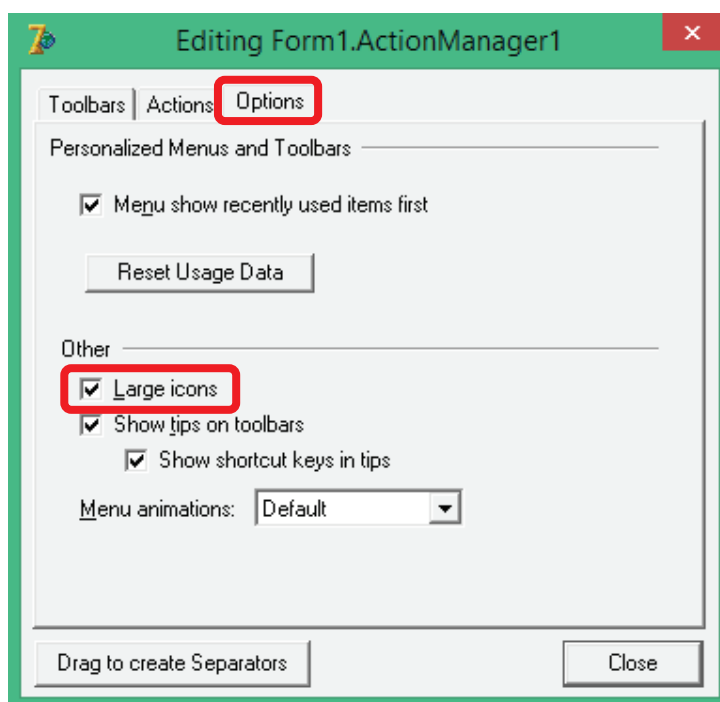 Editing Form1.ActionManager1
Toolbars Actions Options
Personalized Menus and Toolbars
Menu show recently used items first
Reset Usage Data
Other
Large icons
Show tips on toolbars
Show shortcut keys in tips
Menu animations: Default
Drag to create Separators Close